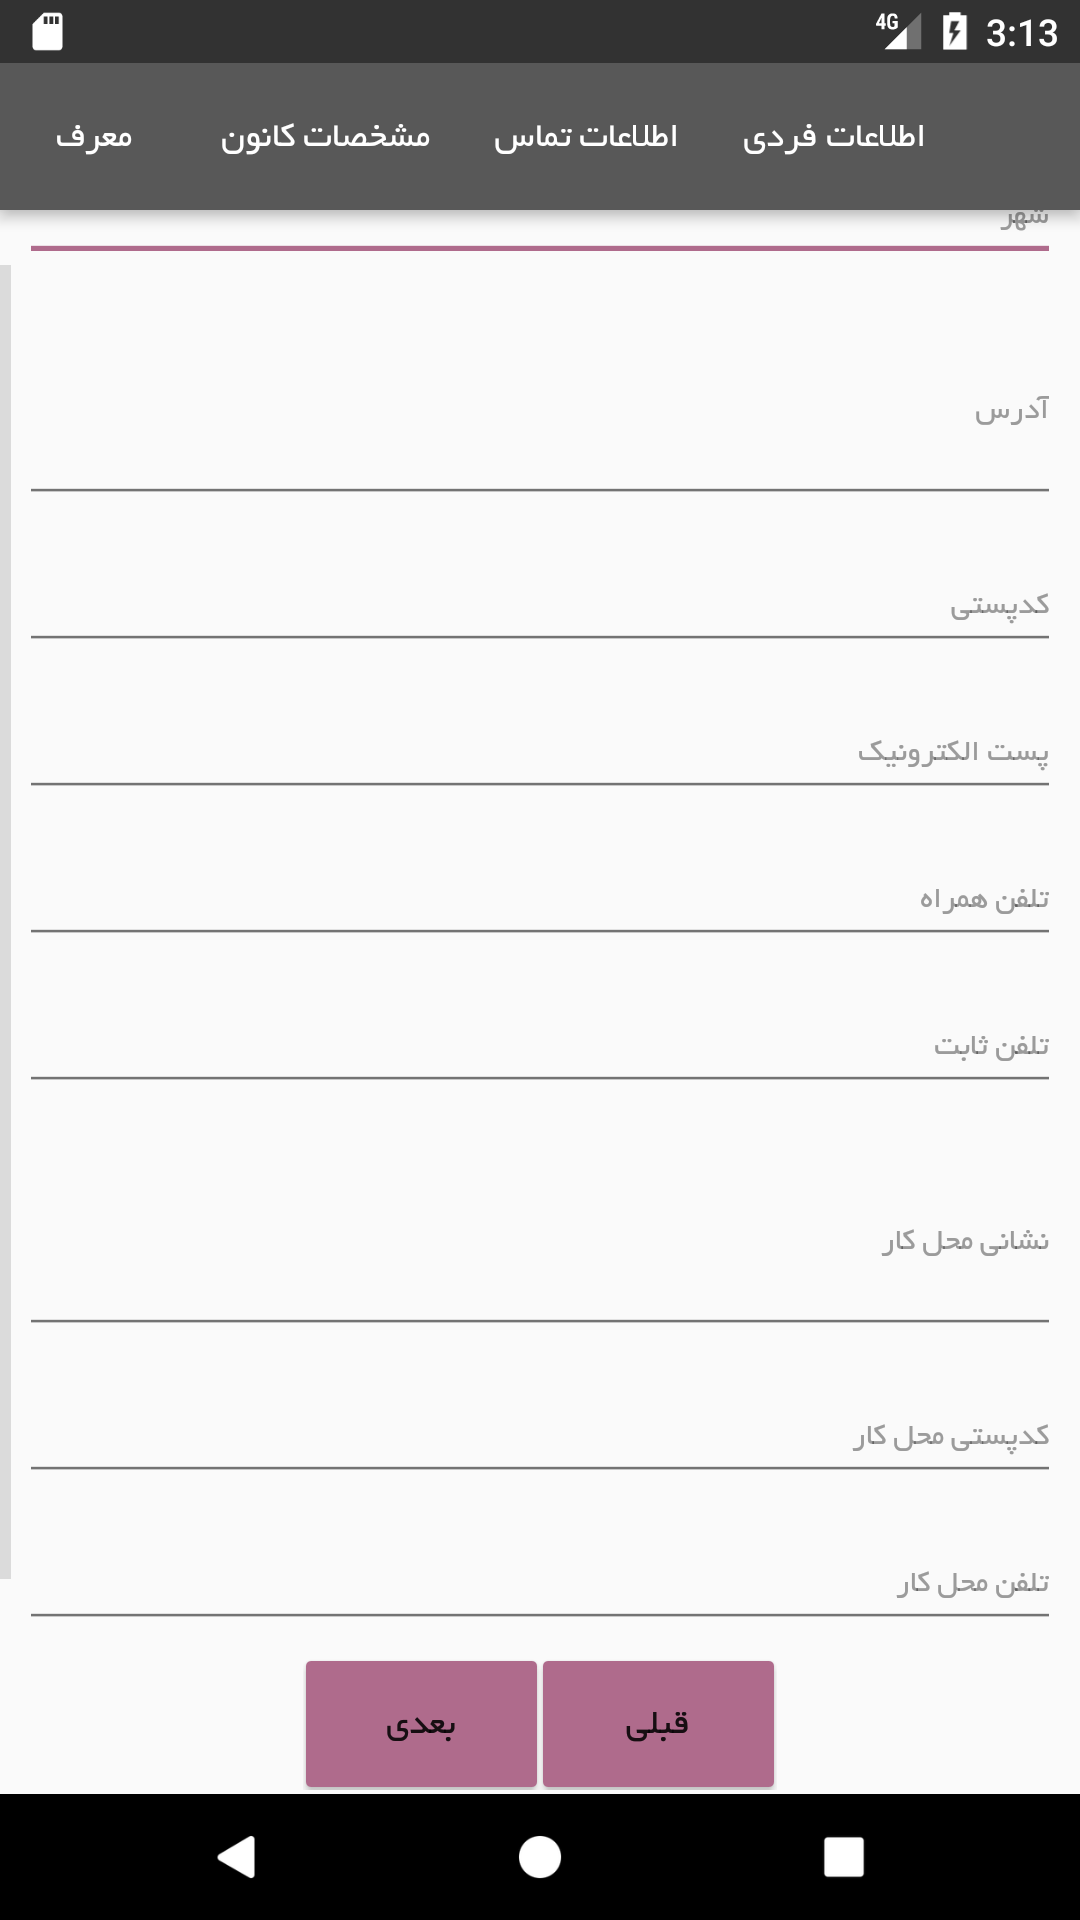 4G 3:13
اطلاعات فردی اطلاعات تماس مشخصات کانون معرف
شهر
آدرس
کدپستی
پست الکترونیک
تلفن همراه
تلفن ثابت
نشانی محل کار
کدپستی محل کار
تلفن محل کار
قبلی بعدی